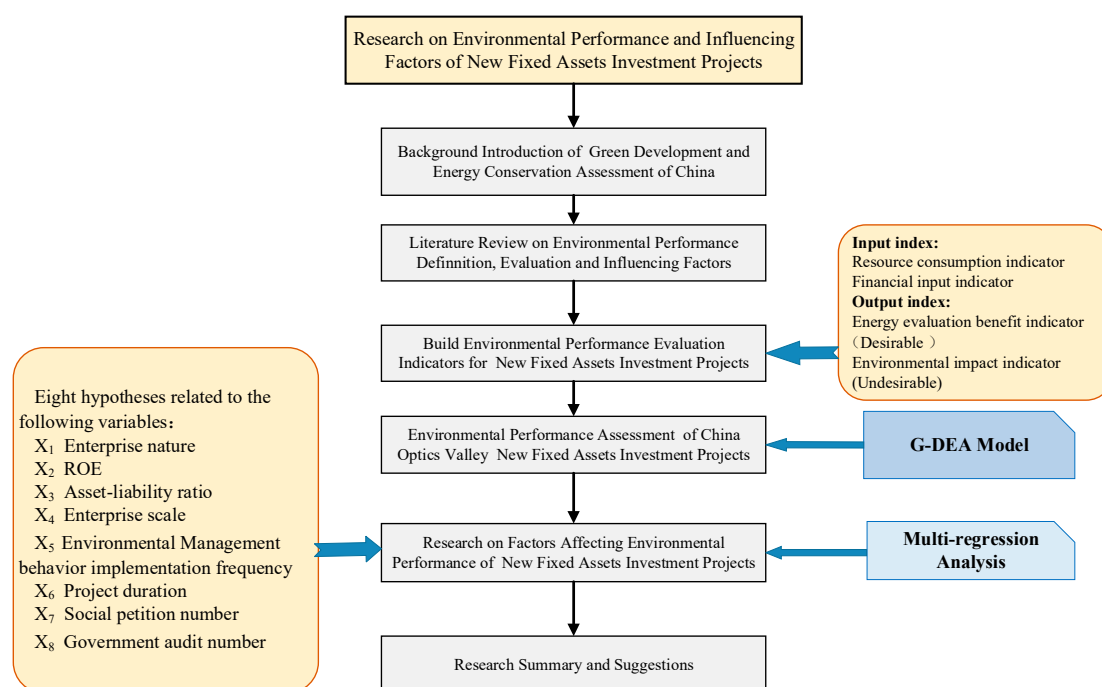 Research on Environmental Performance and Influencing
Factors of New Fixed Assets Investment Projects
Background Introduction of Green Development and
Energy Conservation Assessment of China
Literature Review on Environmental Performance
Definnition, Evaluation and Influencing Factors
Input index:
Resource consumption indicator
Financial input indicator
Output index:
Energy evaluation benefit indicator
（Desirable ）
Environmental impact indicator
(Undesirable)
Build Environmental Performance Evaluation
Indicators for New Fixed Assets Investment Projects
Eight hypotheses related to the
following variables：
X₁ Enterprise nature
X₂ ROE
X₃ Asset-liability ratio
X₄ Enterprise scale
X₅ Environmental Management
behavior implementation frequency
X₆ Project duration
X₇ Social petition number
X₈ Government audit number
Environmental Performance Assessment of China
Optics Valley New Fixed Assets Investment Projects
G-DEA Model
Research on Factors Affecting Environmental
Performance of New Fixed Assets Investment Projects
Multi-regression
Analysis
Research Summary and Suggestions